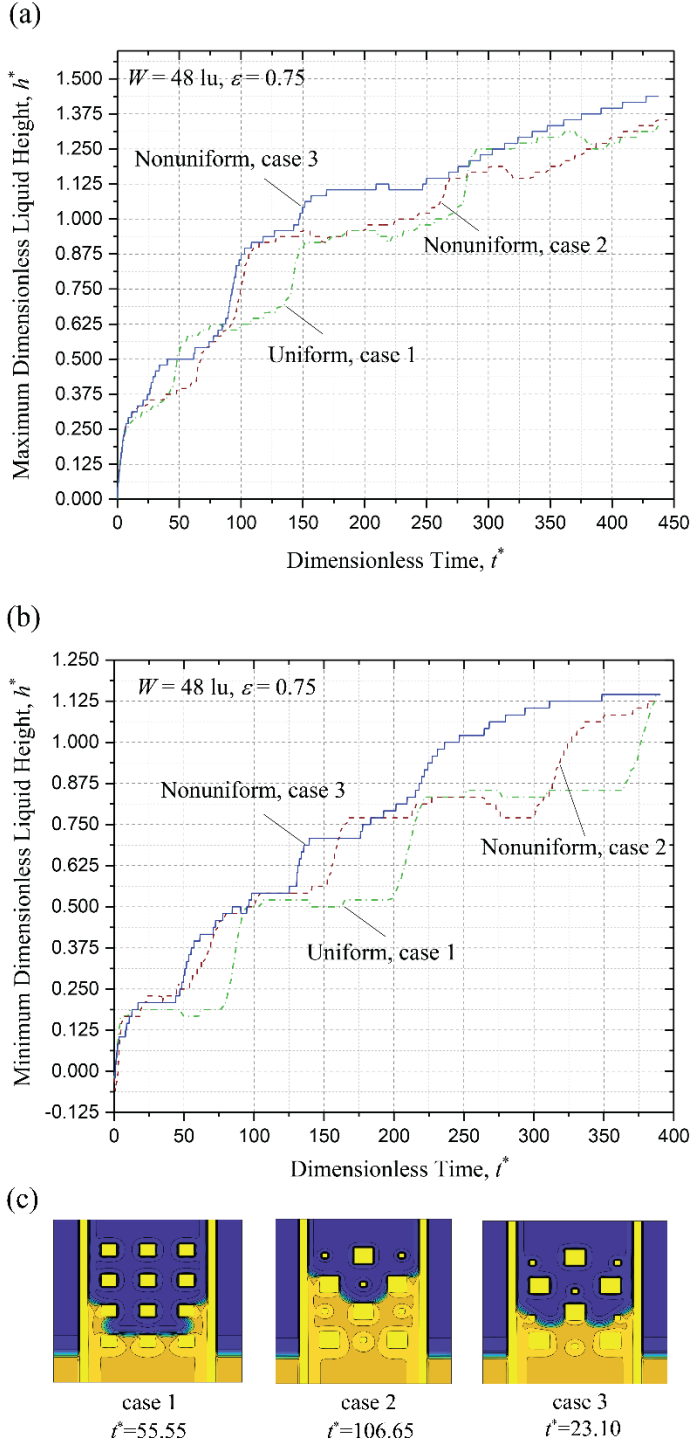 (a)
Maximum Dimensionless Liquid Height, h*
1.500
1.375
1.250
1.125
1.000
0.875
0.750
0.625
0.500
0.375
0.250
0.125
0.000
W = 48 lu, ε = 0.75
Nonuniform, case 3
Nonuniform, case 2
Uniform, case 1
0 50 100 150 200 250 300 350 400 450
Dimensionless Time, t*
(b)
Minimum Dimensionless Liquid Height, h*
1.250
1.125
1.000
0.875
0.750
0.625
0.500
0.375
0.250
0.125
0.000
-0.125
W = 48 lu, ε = 0.75
Nonuniform, case 3
Nonuniform, case 2
Uniform, case 1
0 50 100 150 200 250 300 350 400
Dimensionless Time, t*
(c)
case 1 case 2 case 3
t*=55.55 t*=106.65 t*=23.10